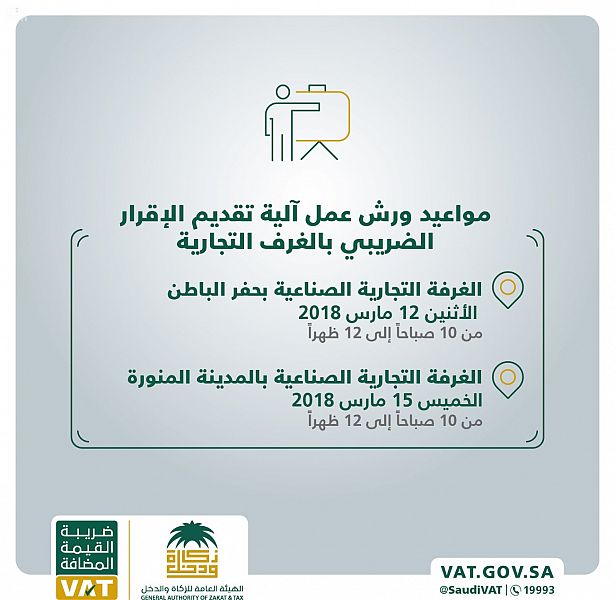 مواعيد ورش عمل آلية تقديم الإقرار
الضريبي بالغرف التجارية
الغرفة التجارية الصناعية بحفر الباطن
الأثنين 12 مارس 2018
من 10 صباحاً إلى 12 ظهراً
الغرفة التجارية الصناعية بالمدينة المنورة
الخميس 15 مارس 2018
من 10 صباحاً إلى 12 ظهراً
ضريبة
القيمة
المضافة
VAT
زكاة
ودخل
الهيئة العامة للزكاة والدخل
GENERAL AUTHORITY OF ZAKAT & TAX
VAT.GOV.SA
@SaudiVAT | 19993